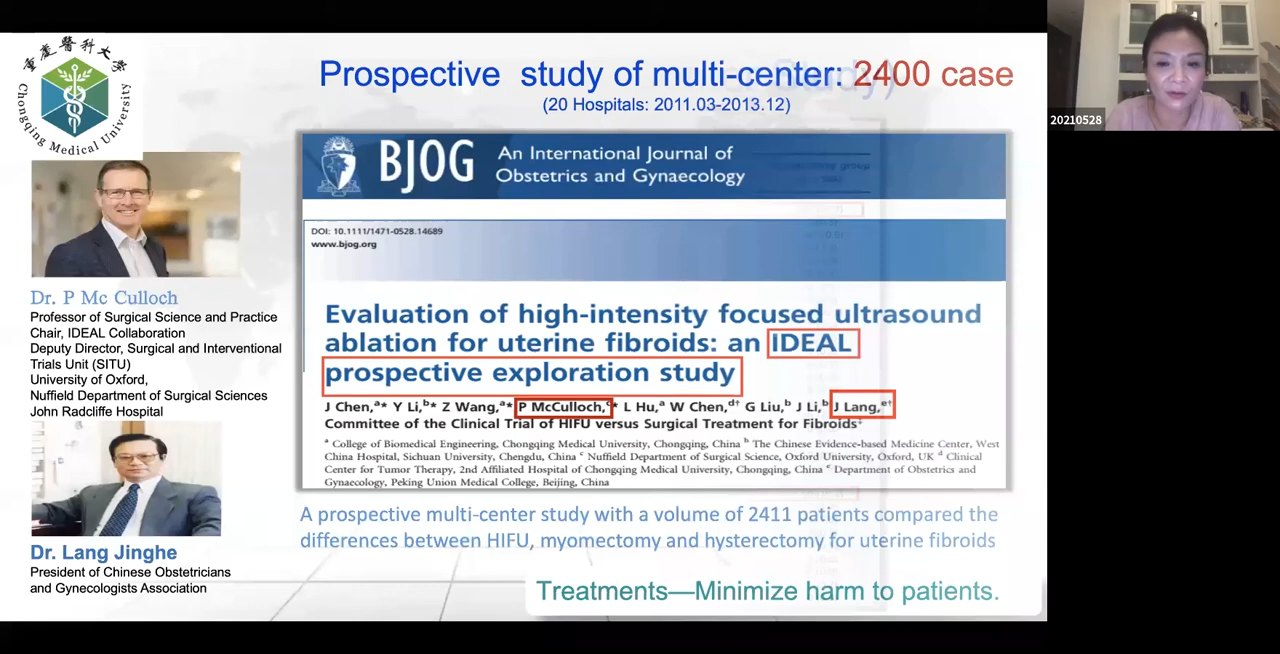 重慶醫科大學
Chongqing Medical University
Prospective study of multi-center: 2400 case
(20 Hospitals: 2011.03-2013.12)
20210528
BJOG
An International Journal of
Obstetrics and Gynaecology
DOI: 10.1111/1471-0528.14689
www.bjog.org
Evaluation of high-intensity focused ultrasound
ablation for uterine fibroids: an IDEAL
prospective exploration study
J Chen,a* Y Li,b* Z Wang,a* P McCulloch,c* L Hu,a W Chen,d† G Liu,b J Li,b J Lang,e†
Committee of the Clinical Trial of HIFU versus Surgical Treatment for Fibroids‡
a College of Biomedical Engineering, Chongqing Medical University, Chongqing, China b The Chinese Evidence-based Medicine Center, West
China Hospital, Sichuan University, Chengdu, China c Nuffield Department of Surgical Science, Oxford University, Oxford, UK d Clinical
Center for Tumor Therapy, 2nd Affiliated Hospital of Chongqing Medical University, Chongqing, China e Department of Obstetrics and
Gynaecology, Peking Union Medical College, Beijing, China
Dr. P Mc Culloch
Professor of Surgical Science and Practice
Chair, IDEAL Collaboration
Deputy Director, Surgical and Interventional
Trials Unit (SITU)
University of Oxford,
Nuffield Department of Surgical Sciences
John Radcliffe Hospital
Dr. Lang Jinghe
President of Chinese Obstetricians
and Gynecologists Association
A prospective multi-center study with a volume of 2411 patients compared the
differences between HIFU, myomectomy and hysterectomy for uterine fibroids
Treatments—Minimize harm to patients.